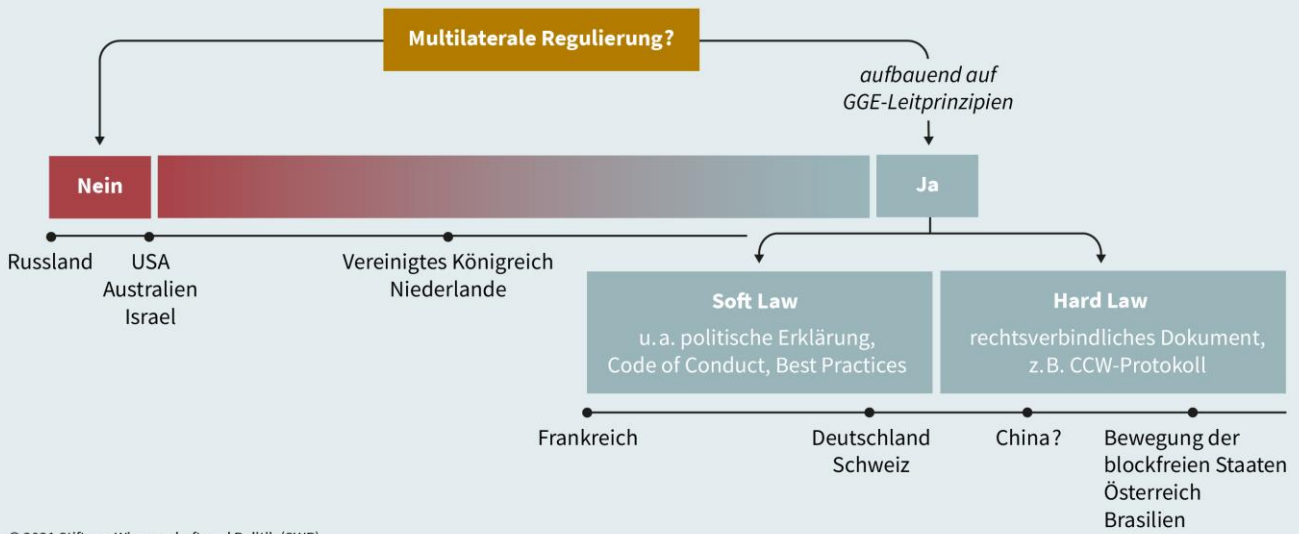 Multilaterale Regulierung?
aufbauend auf
GGE-Leitprinzipien
Nein
Ja
Russland
USA
Australien
Israel
Vereinigtes Königreich
Niederlande
Soft Law
u. a. politische Erklärung,
Code of Conduct, Best Practices
Hard Law
rechtsverbindliches Dokument,
z. B. CCW-Protokoll
Frankreich
Deutschland
Schweiz
China?
Bewegung der
blockfreien Staaten
Österreich
Brasilien